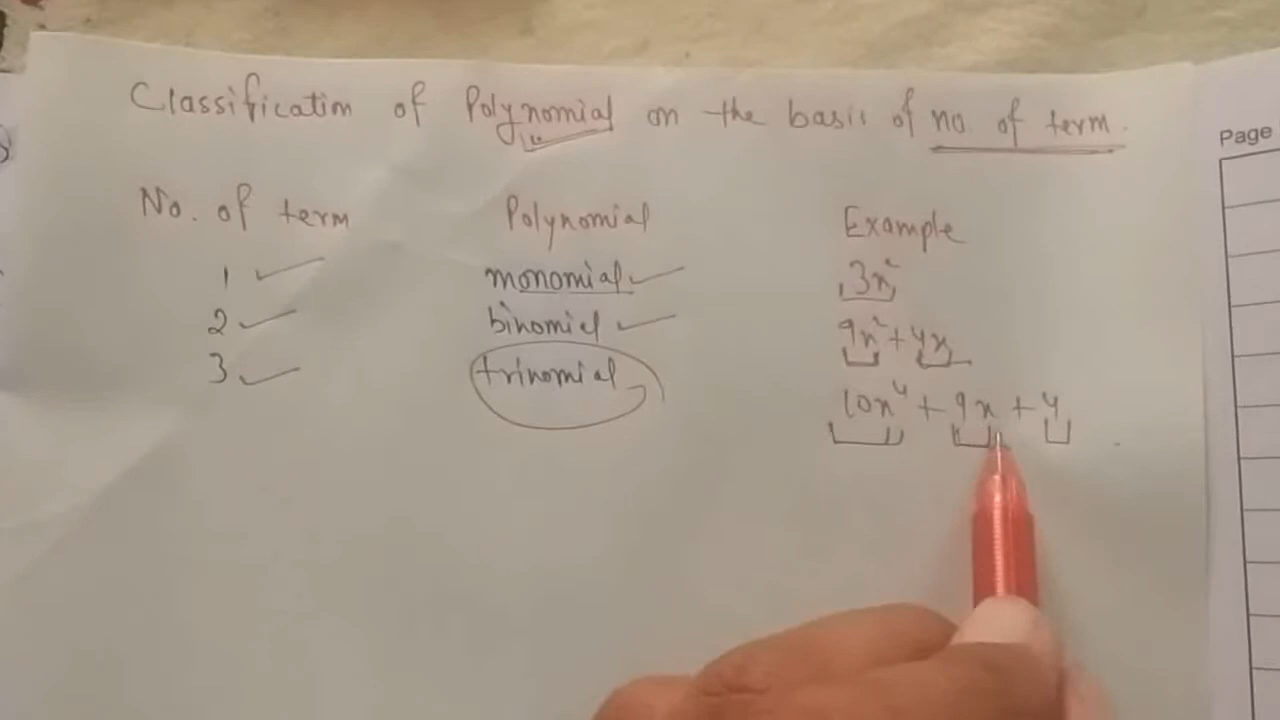 Classification of Polynomial on the basis of no. of term.
Page
No. of term Polynomial Example
1 monomial 3x²
2 binomial 9x²+4x
3 trinomial 10x⁴+9x+4